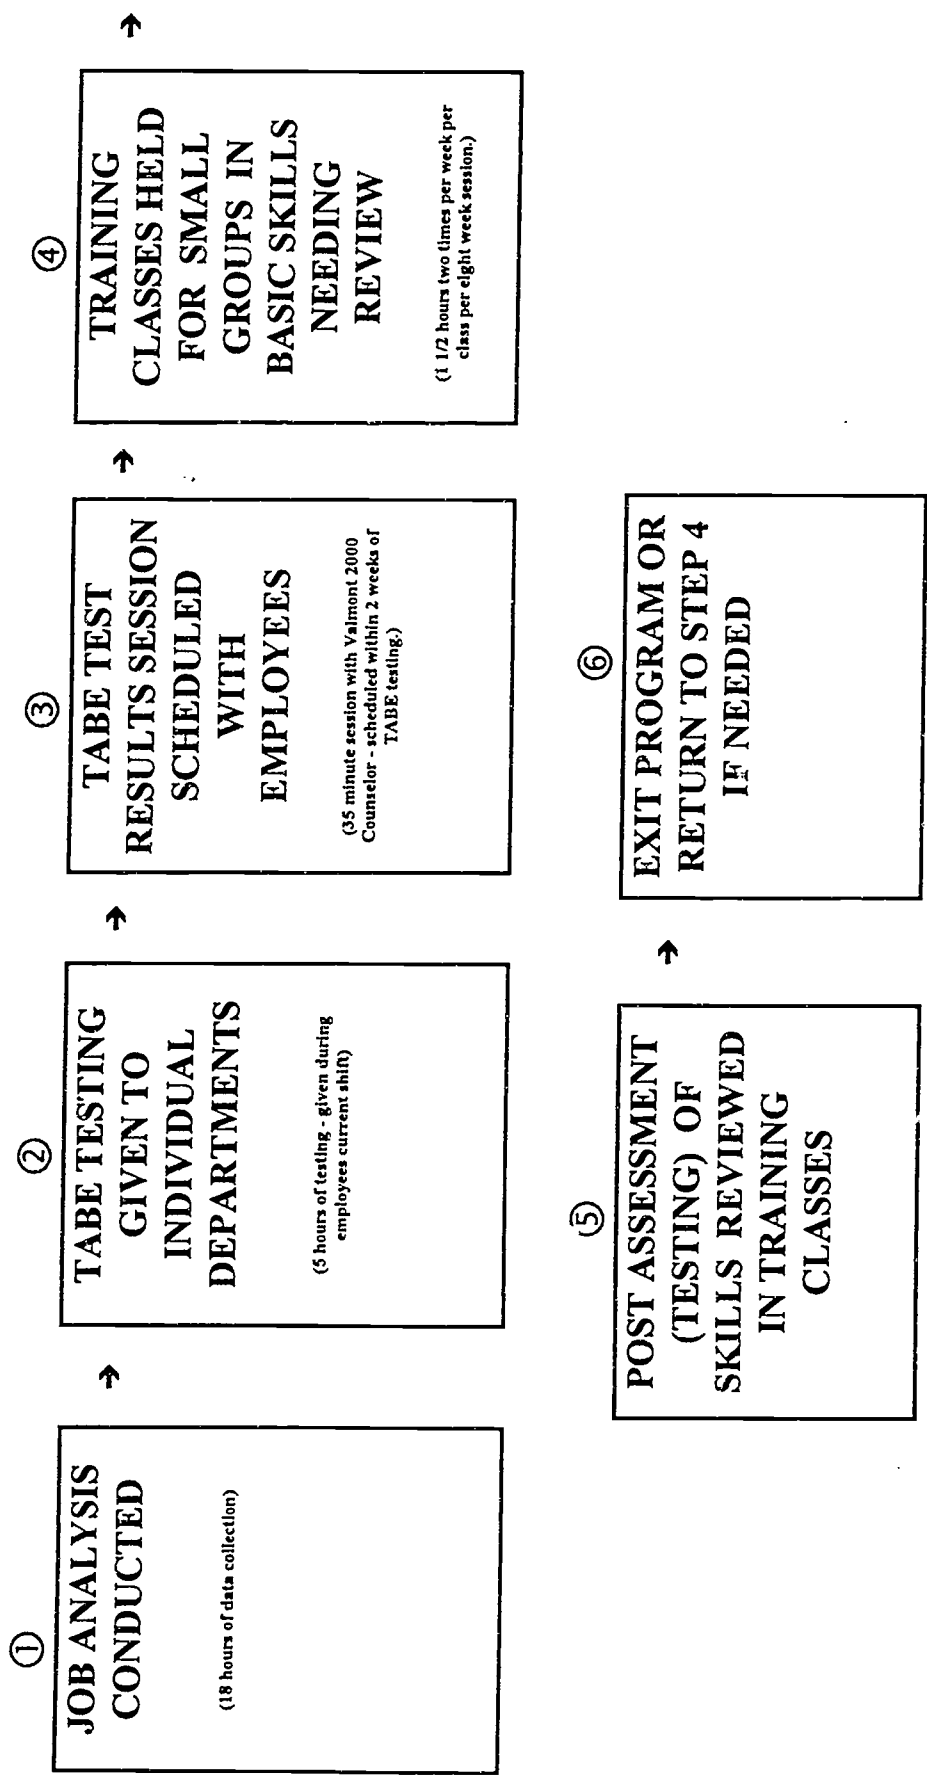 ①
JOB ANALYSIS
CONDUCTED
(18 hours of data collection)
→
②
TABE TESTING
GIVEN TO
INDIVIDUAL
DEPARTMENTS
(5 hours of testing - given during
employees current shift)
→
③
TABE TEST
RESULTS SESSION
SCHEDULED
WITH
EMPLOYEES
(35 minute session with Valmont 2000
Counselor - scheduled within 2 weeks of
TABE testing.)
→
④
TRAINING
CLASSES HELD
FOR SMALL
GROUPS IN
BASIC SKILLS
NEEDING
REVIEW
(1 1/2 hours two times per week per
class per eight week session.)
→
⑤
POST ASSESSMENT
(TESTING) OF
SKILLS REVIEWED
IN TRAINING
CLASSES
→
⑥
EXIT PROGRAM OR
RETURN TO STEP 4
IF NEEDED